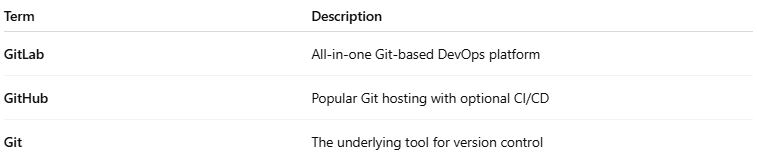 Term Description
GitLab All-in-one Git-based DevOps platform
GitHub Popular Git hosting with optional CI/CD
Git The underlying tool for version control